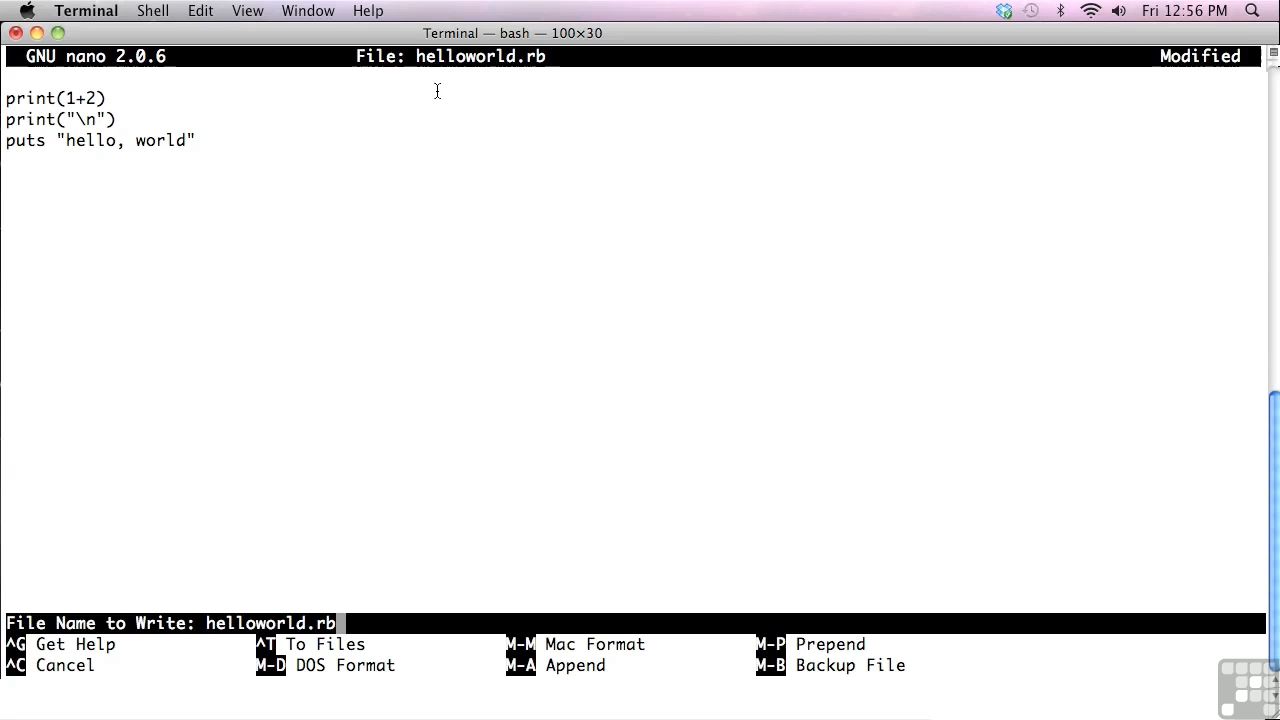 Terminal Shell Edit View Window Help Fri 12:56 PM
Terminal — bash — 100×30
GNU nano 2.0.6 File: helloworld.rb Modified
print(1+2)
print("\n")
puts "hello, world"
File Name to Write: helloworld.rb
^G Get Help ^T To Files M-M Mac Format M-P Prepend
^C Cancel M-D DOS Format M-A Append M-B Backup File